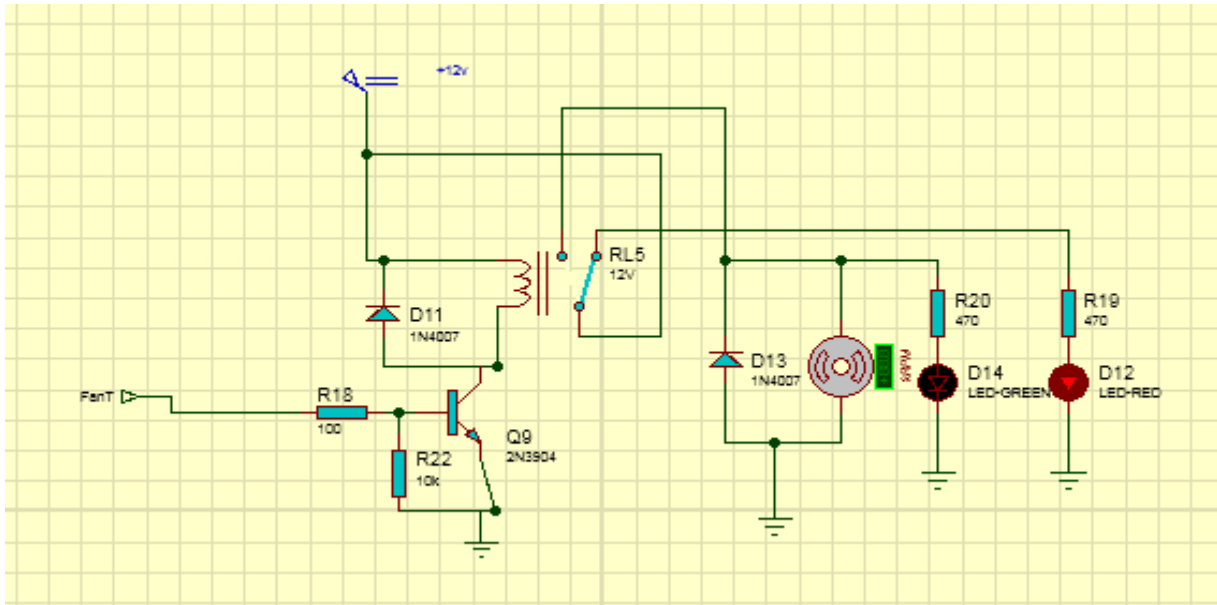 +12v
RL5
12V
D11
1N4007
R20
470
R19
470
D13
1N4007
D14
LED-GREEN
D12
LED-RED
FanT
R18
100
Q9
2N3904
R22
10k